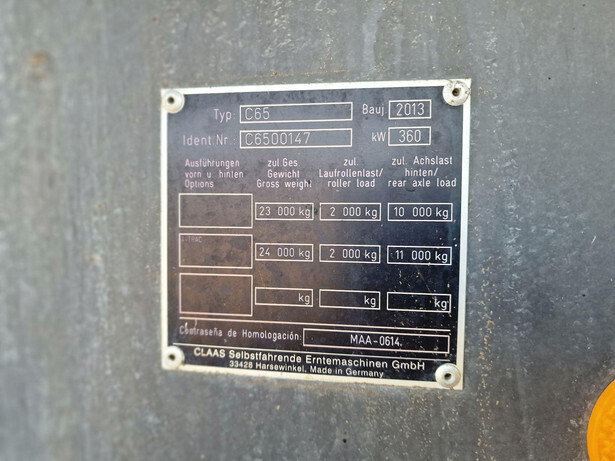 Typ: C65 Bauj. 2013
Ident.Nr.: C6500147 kW 360
Ausführungen vorn u hinten Options
zul.Ges. Gewicht Gross weight
zul. Laufrollenlast/ roller load
zul. Achslast hinten/ rear axle load
23 000 kg 2 000 kg 10 000 kg
24 000 kg 2 000 kg 11 000 kg
kg kg kg
Contraseña de Homologación: MAA-0614.
CLAAS Selbstfahrende Erntemaschinen GmbH
33428 Harsewinkel, Made in Germany